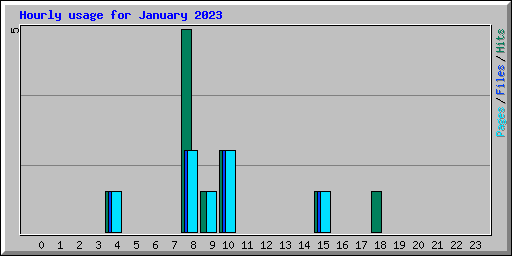 Hourly usage for January 2023
5
Pages/Files/Hits
0 1 2 3 4 5 6 7 8 9 10 11 12 13 14 15 16 17 18 19 20 21 22 23